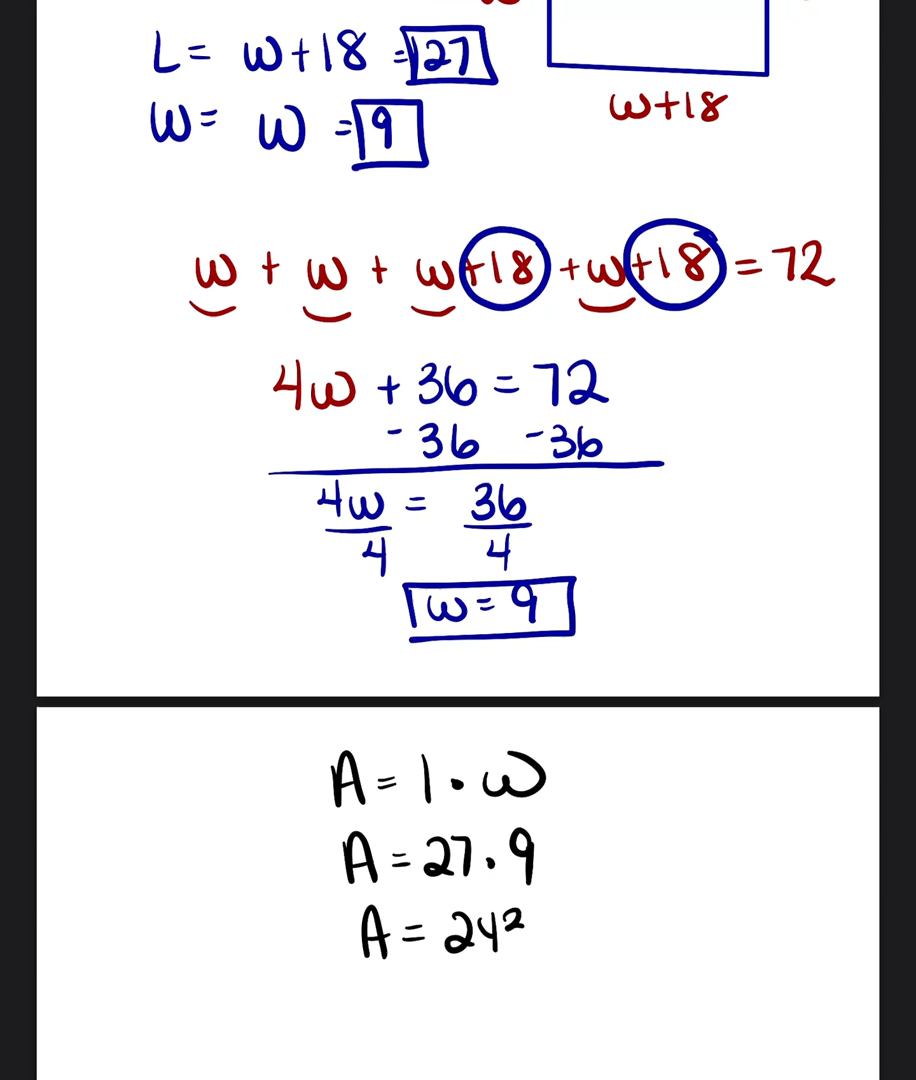 L = w+18 = 27
w+18
W = w = 9
w + w + w+18 + w+18 = 72
4w + 36 = 72
- 36 -36
4w = 36
4 4
w = 9
A = l · w
A = 27 · 9
A = 24²